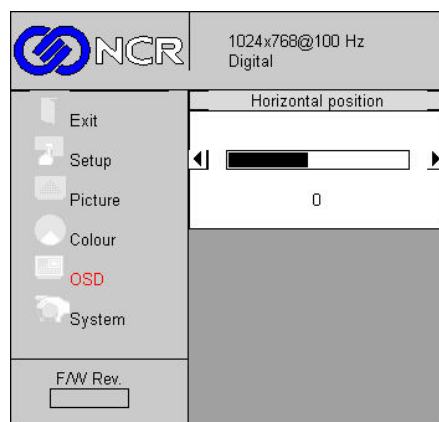 NCR
1024x768@100 Hz
Digital
Exit
Setup
Picture
Colour
OSD
System
F/W Rev.
Horizontal position
0